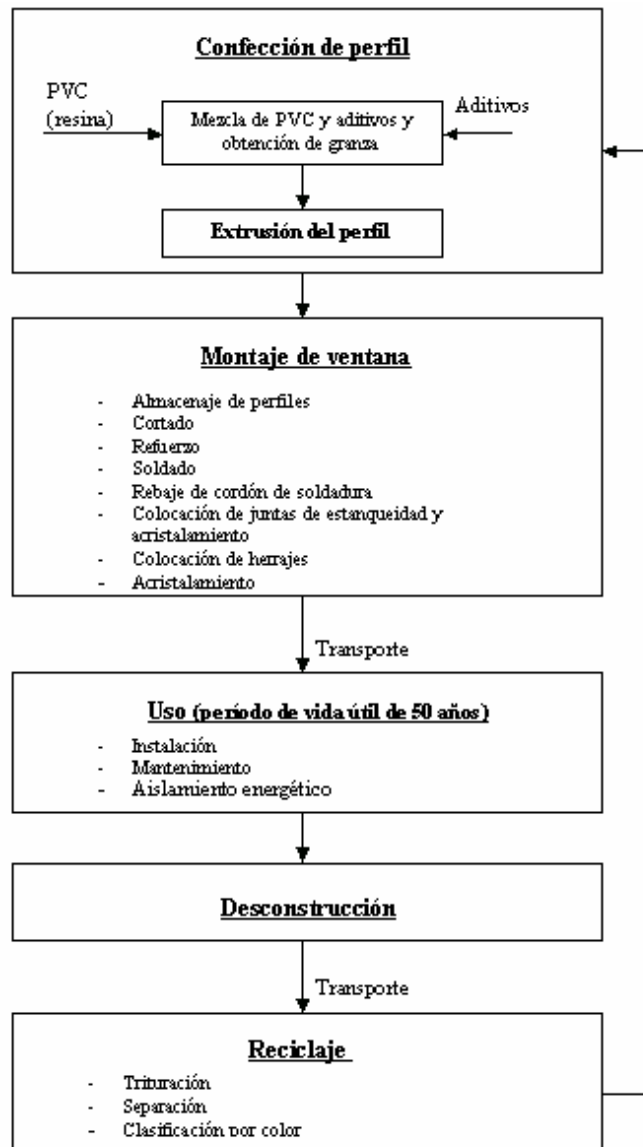 Confección de perfil
PVC
(resina)
Aditivos
Mezcla de PVC y aditivos y
obtención de granza
Extrusión del perfil
Montaje de ventana
- Almacenaje de perfiles
- Cortado
- Refuerzo
- Soldado
- Rebaje de cordón de soldadura
- Colocación de juntas de estanqueidad y
acristalamiento
- Colocación de herrajes
- Acristalamiento
Transporte
Uso (período de vida útil de 50 años)
- Instalación
- Mantenimiento
- Aislamiento energético
Desconstrucción
Transporte
Reciclaje
- Trituración
- Separación
- Clasificación por color